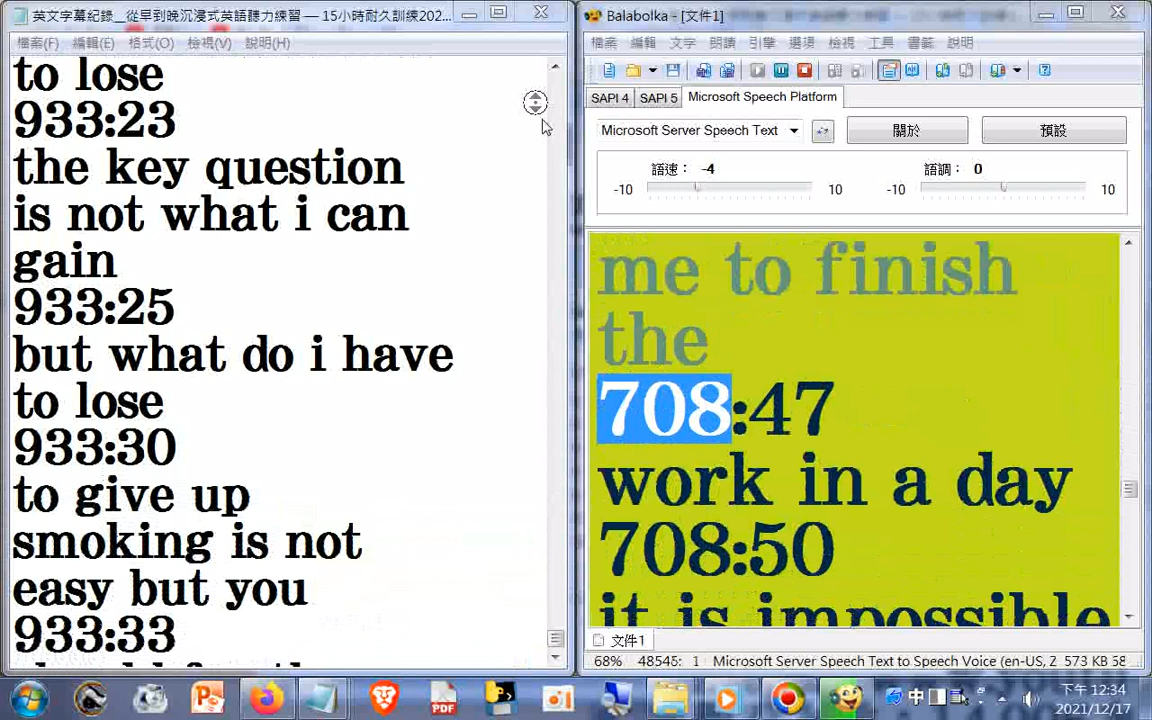 英文字幕紀錄__從早到晚沉浸式英語聽力練習 — 15小時耐久訓練202...
檔案(F) 編輯(E) 格式(O) 檢視(V) 說明(H)
to lose
933:23
the key question
is not what i can
gain
933:25
but what do i have
to lose
933:30
to give up
smoking is not
easy but you
933:33
Balabolka - [文件1]
檔案 編輯 文字 朗讀 引擎 選項 檢視 工具 書籤 說明
SAPI 4 SAPI 5 Microsoft Speech Platform
Microsoft Server Speech Text 關於 預設
語速： -4 語調： 0
-10 10 -10 10
me to finish
the
708:47
work in a day
708:50
it is impossible
文件1
68% 48545: 1 Microsoft Server Speech Text to Speech Voice (en-US, 2 573 KB 58
中 下午 12:34
2021/12/17